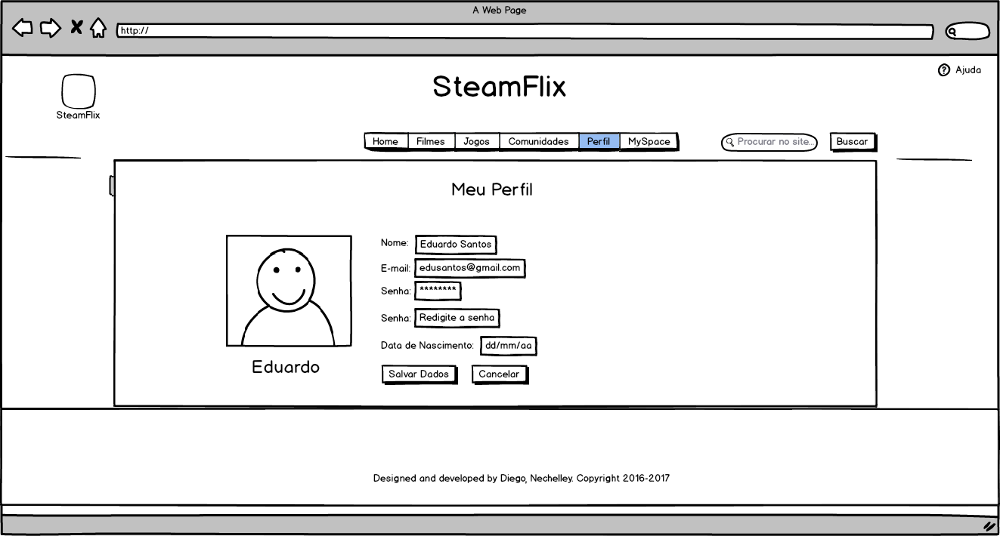 A Web Page
http://
Ajuda
SteamFlix
SteamFlix
Home Filmes Jogos Comunidades Perfil MySpace
Procurar no site... Buscar
Meu Perfil
Nome: Eduardo Santos
E-mail: edusantos@gmail.com
Senha: ********
Senha: Redigite a senha
Data de Nascimento: dd/mm/aa
Eduardo
Salvar Dados Cancelar
Designed and developed by Diego, Nechelley. Copyright 2016-2017